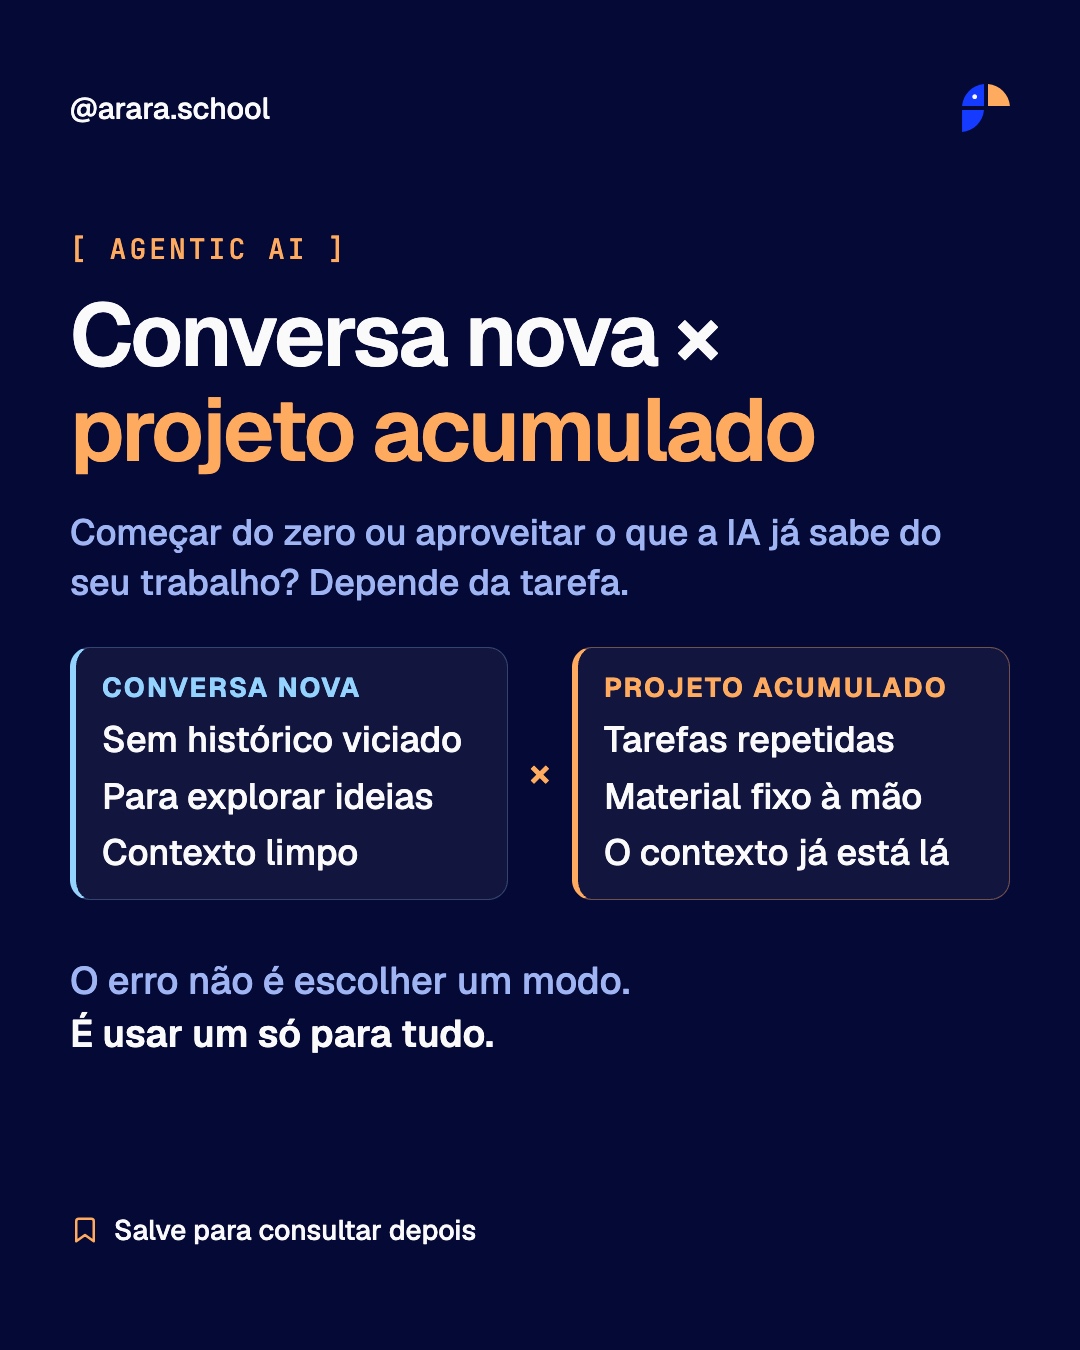 @arara.school
[ AGENTIC AI ]
Conversa nova ×
projeto acumulado
Começar do zero ou aproveitar o que a IA já sabe do
seu trabalho? Depende da tarefa.
CONVERSA NOVA
Sem histórico viciado
Para explorar ideias
Contexto limpo
×
PROJETO ACUMULADO
Tarefas repetidas
Material fixo à mão
O contexto já está lá
O erro não é escolher um modo.
É usar um só para tudo.
Salve para consultar depois